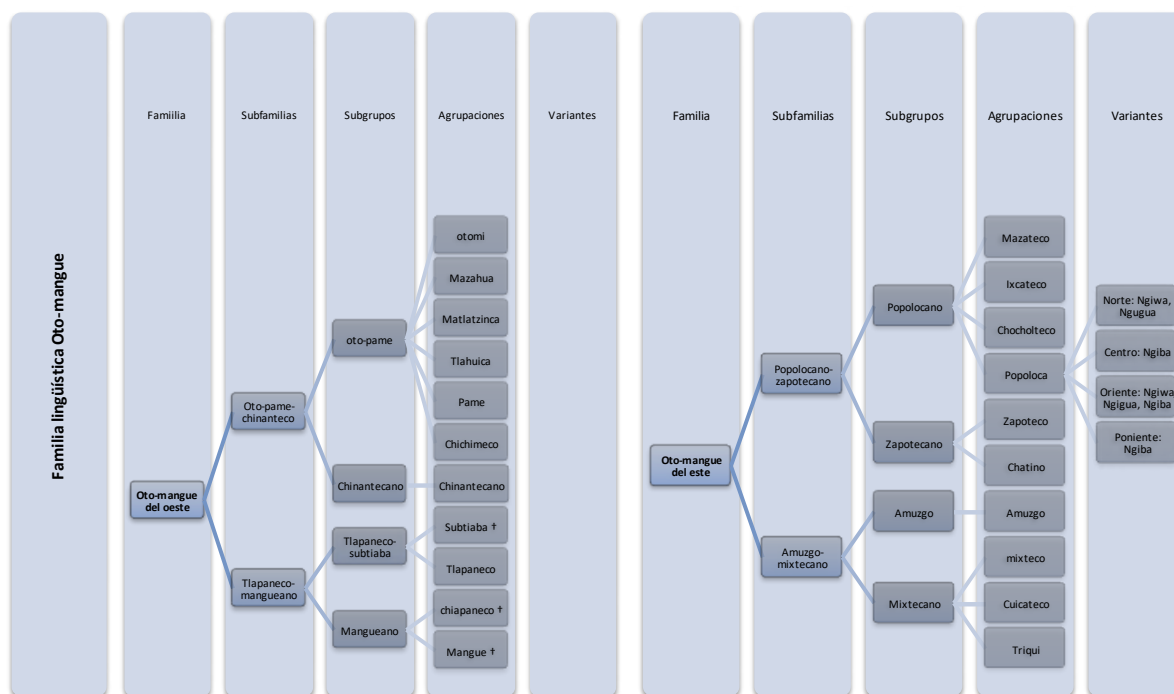 Familia lingüística Oto-mangue
Famiilia
Subfamilias
Subgrupos
Agrupaciones
Variantes
Oto-mangue
del oeste
Oto-pame-
chinanteco
Tlapaneco-
mangueano
oto-pame
Chinantecano
Tlapaneco-
subtiaba
Mangueano
otomi
Mazahua
Matlatzinca
Tlahuica
Pame
Chichimeco
Chinantecano
Subtiaba †
Tlapaneco
chiapaneco †
Mangue †
Familia
Subfamilias
Subgrupos
Agrupaciones
Variantes
Oto-mangue
del este
Popolocano-
zapotecano
Amuzgo-
mixtecano
Popolocano
Zapotecano
Amuzgo
Mixtecano
Mazateco
Ixcateco
Chocholteco
Popoloca
Zapoteco
Chatino
Amuzgo
mixteco
Cuicateco
Triqui
Norte: Ngiwa,
Ngugua
Centro: Ngiba
Oriente: Ngiwa,
Ngigua, Ngiba
Poniente:
Ngiba